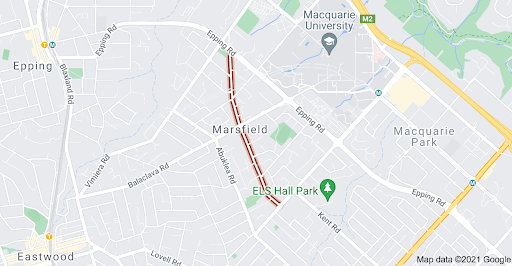 Macquarie
University
M2
Epping Rd
Epping Rd
Epping
Blaxland Rd
Epping Rd
Marsfield
Macquarie
Park
Vimiera Rd
Balaclava Rd
Abuklea Rd
ELS Hall Park
Epping Rd
Kent Rd
Eastwood
Lovell Rd
Map data ©2021 Google